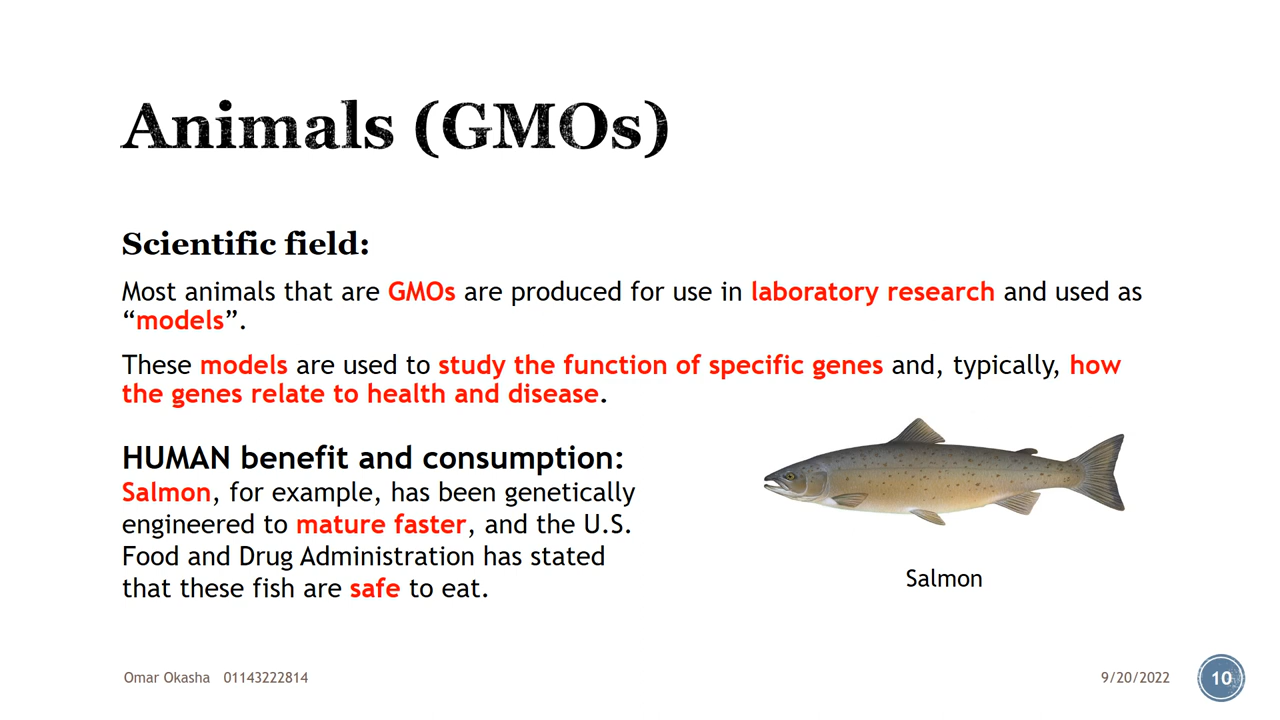 Animals (GMOs)
Scientific field:
Most animals that are GMOs are produced for use in laboratory research and used as
“models”.
These models are used to study the function of specific genes and, typically, how
the genes relate to health and disease.
HUMAN benefit and consumption:
Salmon, for example, has been genetically
engineered to mature faster, and the U.S.
Food and Drug Administration has stated
that these fish are safe to eat.
Salmon
Omar Okasha 01143222814
9/20/2022
10